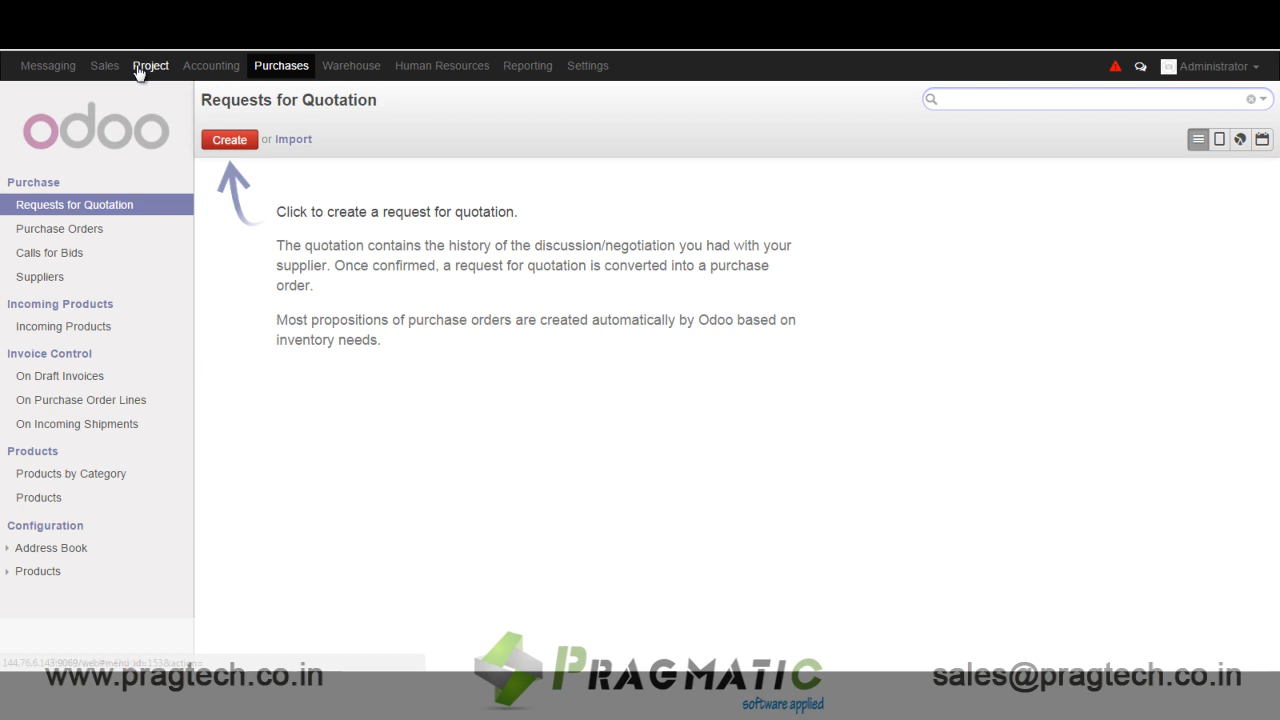 Messaging Sales Project Accounting Purchases Warehouse Human Resources Reporting Settings Administrator
odoo
Requests for Quotation
Create or Import
Purchase
Requests for Quotation
Purchase Orders
Calls for Bids
Suppliers
Incoming Products
Incoming Products
Invoice Control
On Draft Invoices
On Purchase Order Lines
On Incoming Shipments
Products
Products by Category
Products
Configuration
Address Book
Products
Click to create a request for quotation.
The quotation contains the history of the discussion/negotiation you had with your
supplier. Once confirmed, a request for quotation is converted into a purchase
order.
Most propositions of purchase orders are created automatically by Odoo based on
inventory needs.
www.pragtech.co.in
PRAGMATIC
software applied
sales@pragtech.co.in